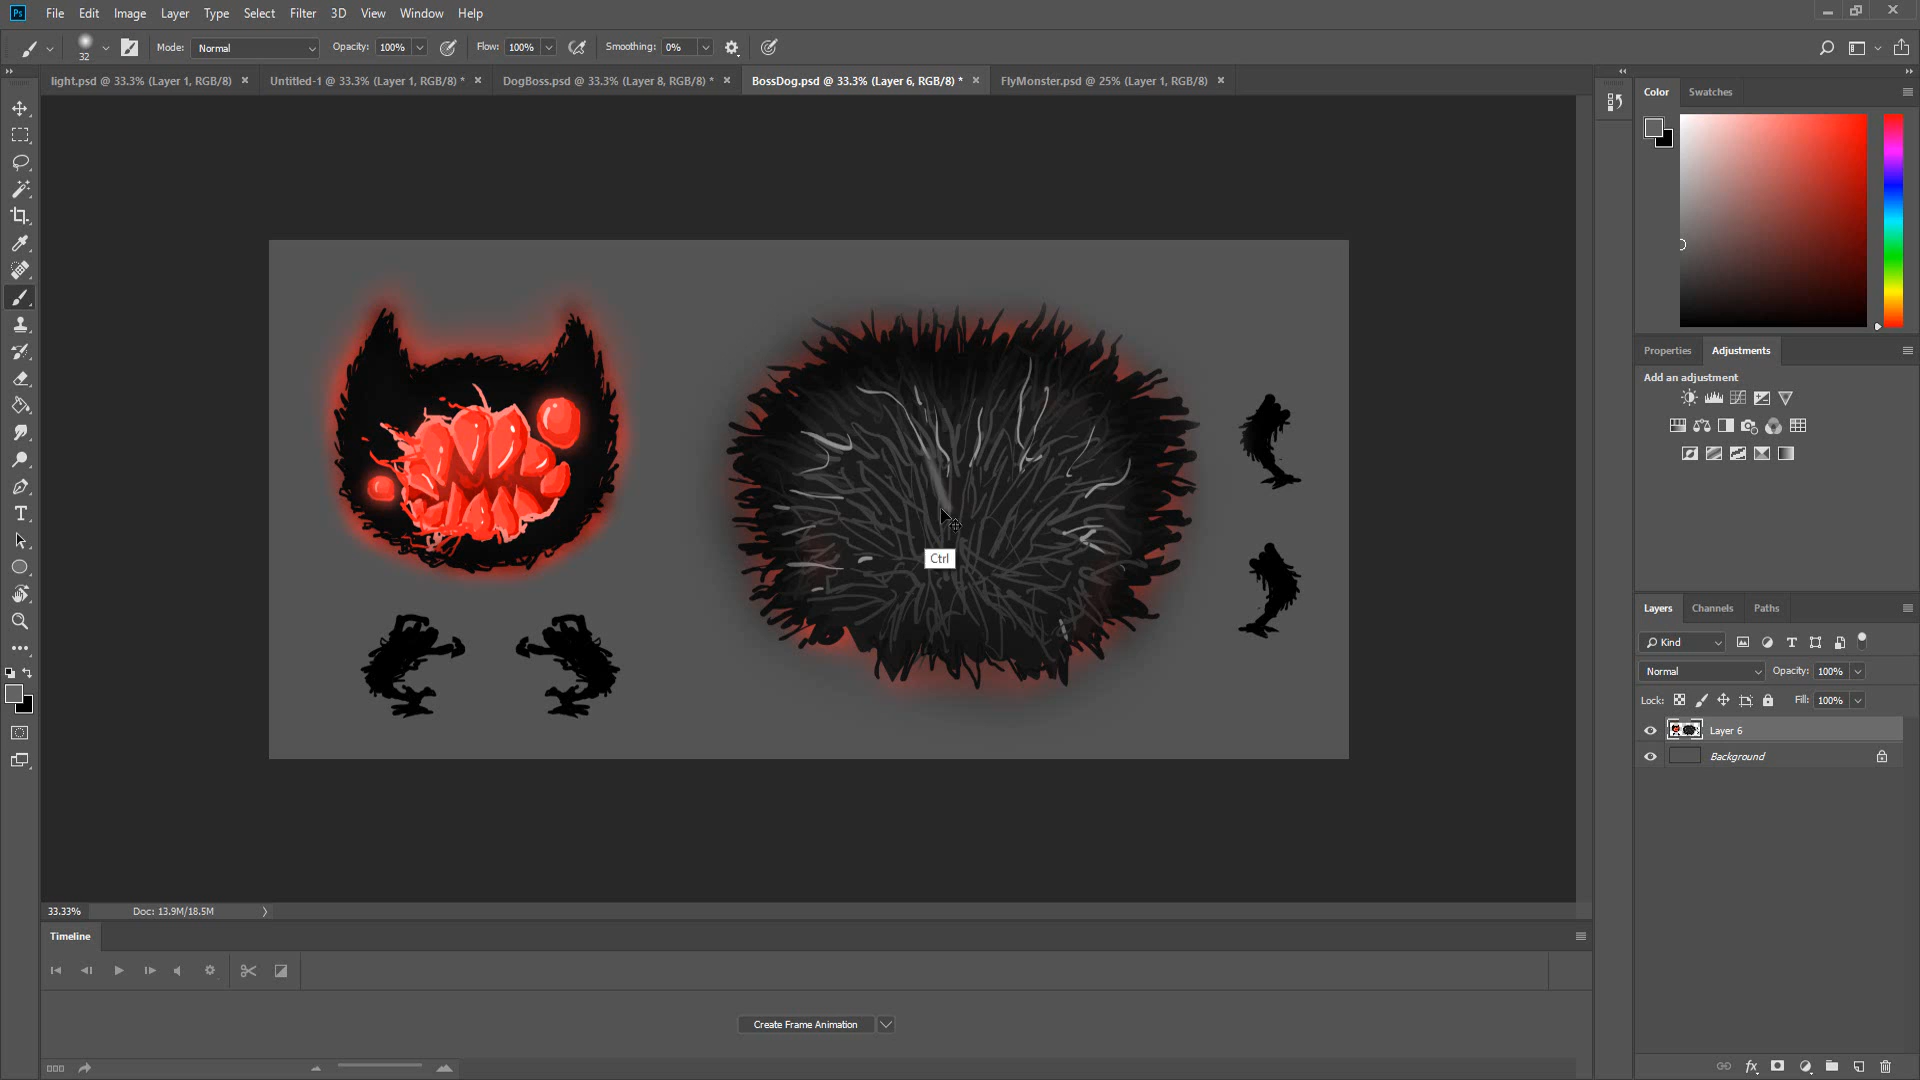 Ps File Edit Image Layer Type Select Filter 3D View Window Help
32 Mode: Normal Opacity: 100% Flow: 100% Smoothing: 0%
light.psd @ 33.3% (Layer 1, RGB/8) × Untitled-1 @ 33.3% (Layer 1, RGB/8) * × DogBoss.psd @ 33.3% (Layer 8, RGB/8) * × BossDog.psd @ 33.3% (Layer 6, RGB/8) * × FlyMonster.psd @ 25% (Layer 1, RGB/8) ×
Color Swatches
Properties Adjustments
Add an adjustment
Ctrl
Layers Channels Paths
Kind
Normal Opacity: 100%
Lock: Fill: 100%
Layer 6
Background
33.33% Doc: 13.9M/18.5M
Timeline
Create Frame Animation